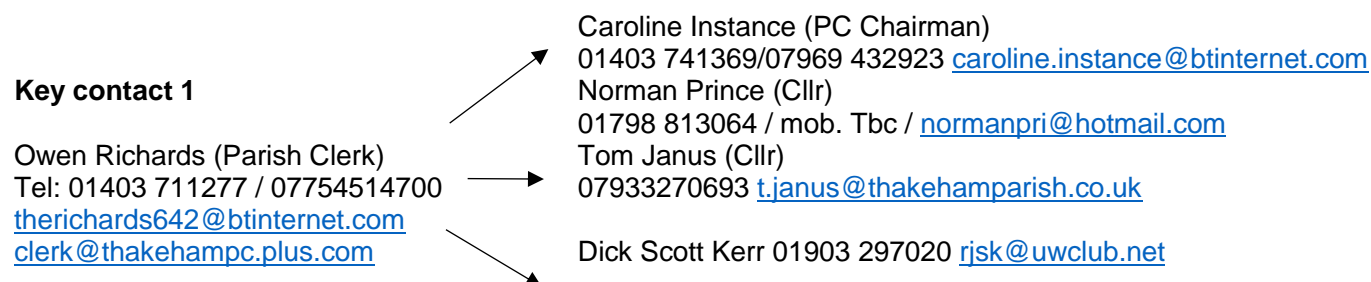 Key contact 1
Owen Richards (Parish Clerk)
Tel: 01403 711277 / 07754514700
therichards642@btinternet.com
clerk@thakehampc.plus.com
Caroline Instance (PC Chairman)
01403 741369/07969 432923 caroline.instance@btinternet.com
Norman Prince (Cllr)
01798 813064 / mob. Tbc / normanpri@hotmail.com
Tom Janus (Cllr)
07933270693 t.janus@thakehamparish.co.uk
Dick Scott Kerr 01903 297020 rjsk@uwclub.net